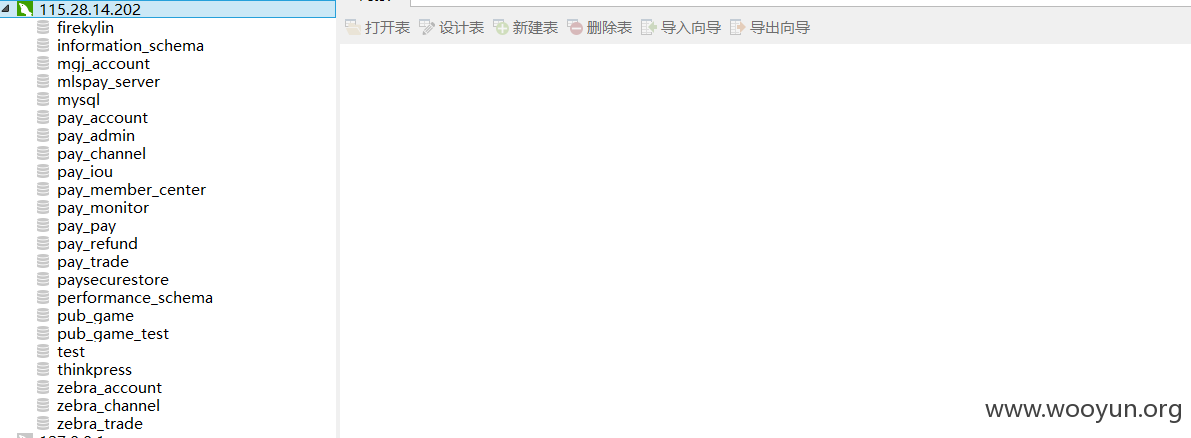 115.28.14.202
firekylin
information_schema
mgj_account
mlspay_server
mysql
pay_account
pay_admin
pay_channel
pay_iou
pay_member_center
pay_monitor
pay_pay
pay_refund
pay_trade
paysecurestore
performance_schema
pub_game
pub_game_test
test
thinkpress
zebra_account
zebra_channel
zebra_trade
打开表 设计表 新建表 删除表 导入向导 导出向导
www.wooyun.org